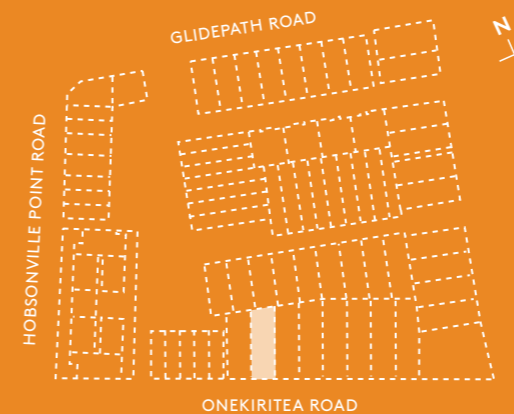 GLIDEPATH ROAD
N
HOBSONVILLE POINT ROAD
ONEKIRITEA ROAD